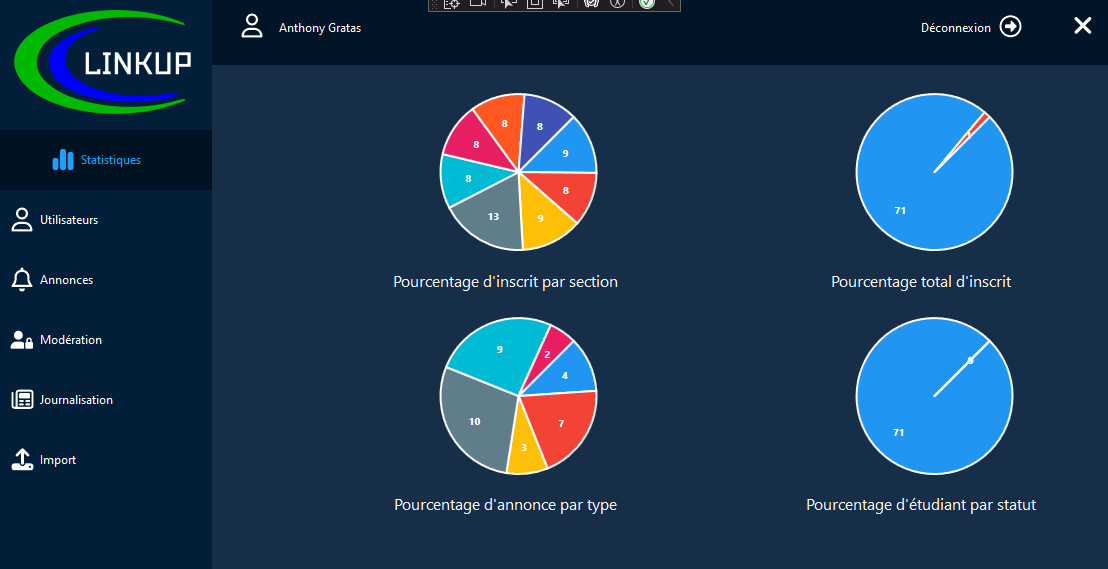 LINKUP
Anthony Gratas
Déconnexion
Statistiques
Utilisateurs
Annonces
Modération
Journalisation
Import
8
8
9
8
8
8
13
9
Pourcentage d'inscrit par section
1
71
Pourcentage total d'inscrit
9
2
4
10
7
3
Pourcentage d'annonce par type
0
71
Pourcentage d'étudiant par statut